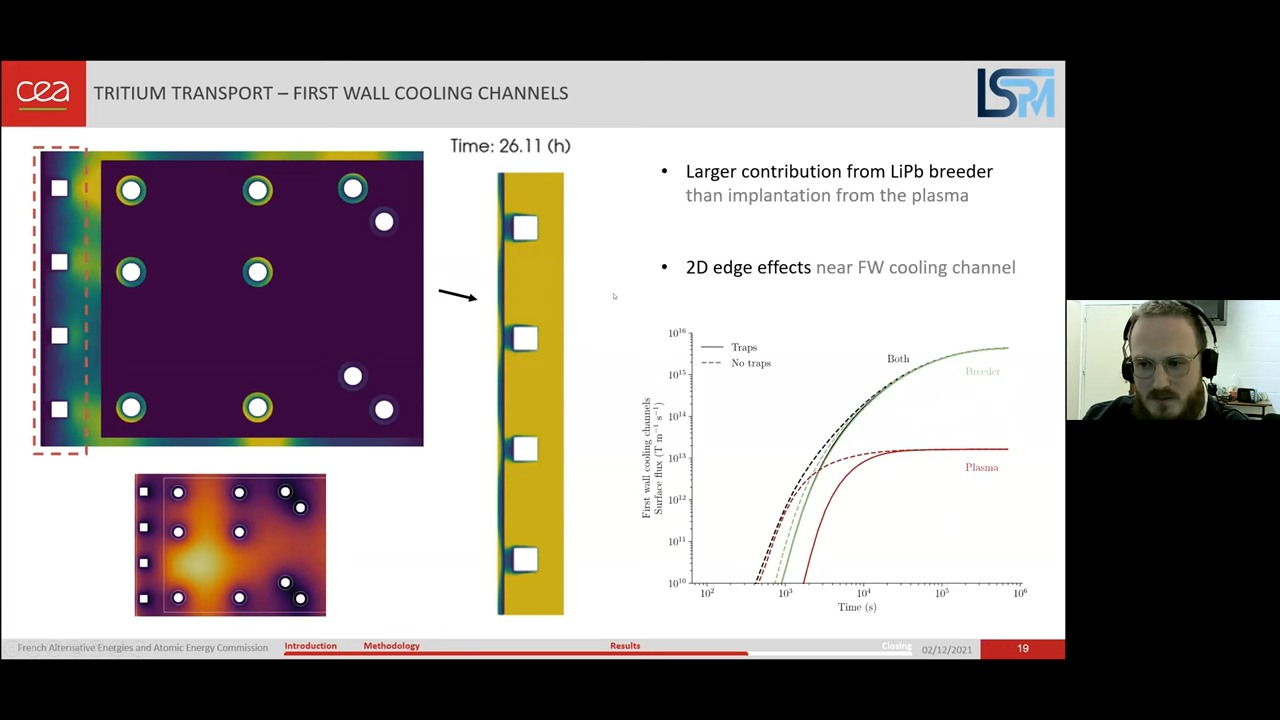 cea
TRITIUM TRANSPORT – FIRST WALL COOLING CHANNELS
LSPM
Time: 26.11 (h)
• Larger contribution from LiPb breeder
than implantation from the plasma
• 2D edge effects near FW cooling channel
10¹⁶
10¹⁵
10¹⁴
10¹³
10¹²
10¹¹
10¹⁰
First wall cooling channels
Surface flux (T m⁻¹ s⁻¹)
Traps
No traps
Both
Breeder
Plasma
10² 10³ 10⁴ 10⁵ 10⁶
Time (s)
French Alternative Energies and Atomic Energy Commission
Introduction Methodology Results Closing
02/12/2021
19